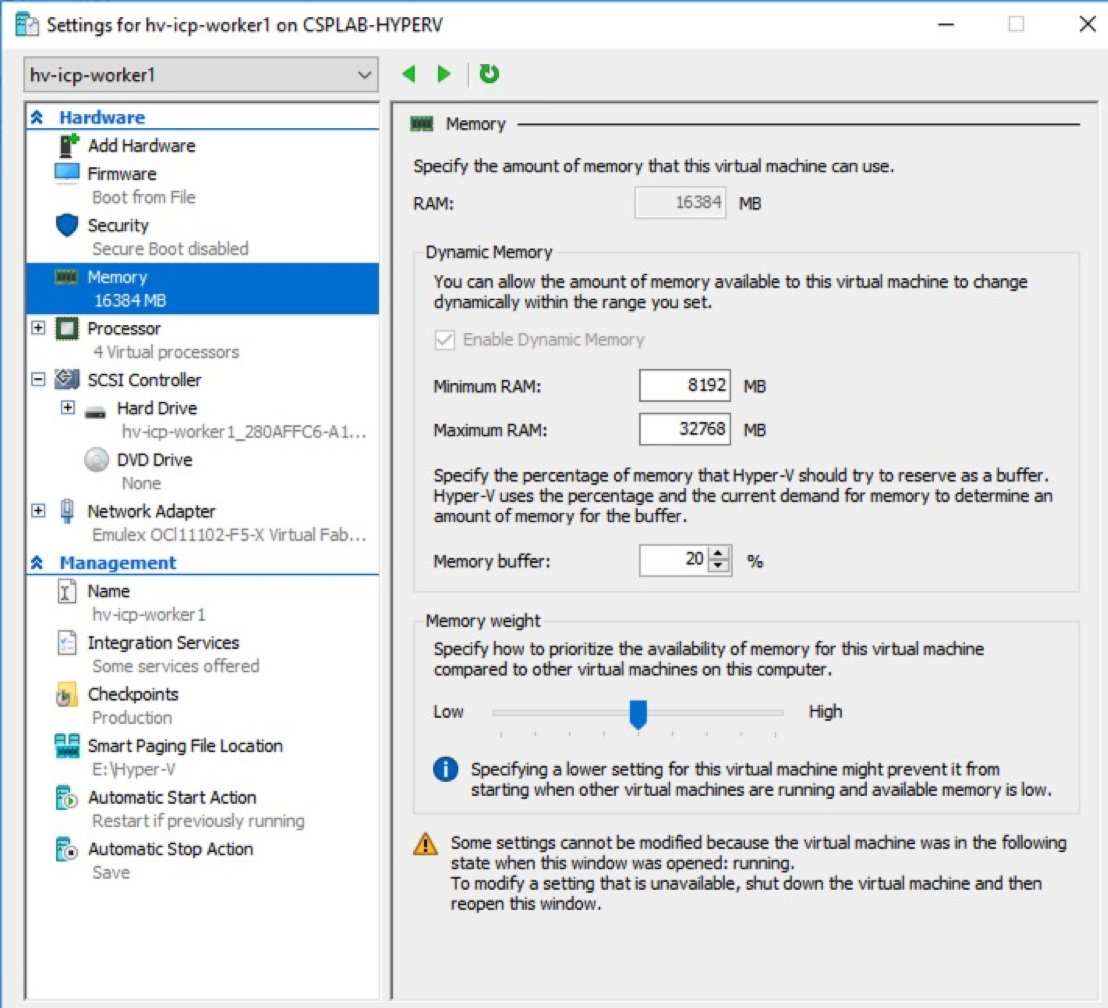 Settings for hv-icp-worker1 on CSPLAB-HYPERV
hv-icp-worker1
Hardware
Add Hardware
Firmware
Boot from File
Security
Secure Boot disabled
Memory
16384 MB
Processor
4 Virtual processors
SCSI Controller
Hard Drive
hv-icp-worker1_280AFFC6-A1...
DVD Drive
None
Network Adapter
Emulex OCl11102-F5-X Virtual Fab...
Management
Name
hv-icp-worker1
Integration Services
Some services offered
Checkpoints
Production
Smart Paging File Location
E:\Hyper-V
Automatic Start Action
Restart if previously running
Automatic Stop Action
Save
Memory
Specify the amount of memory that this virtual machine can use.
RAM: 16384 MB
Dynamic Memory
You can allow the amount of memory available to this virtual machine to change
dynamically within the range you set.
Enable Dynamic Memory
Minimum RAM: 8192 MB
Maximum RAM: 32768 MB
Specify the percentage of memory that Hyper-V should try to reserve as a buffer.
Hyper-V uses the percentage and the current demand for memory to determine an
amount of memory for the buffer.
Memory buffer: 20 %
Memory weight
Specify how to prioritize the availability of memory for this virtual machine
compared to other virtual machines on this computer.
Low High
Specifying a lower setting for this virtual machine might prevent it from
starting when other virtual machines are running and available memory is low.
Some settings cannot be modified because the virtual machine was in the following
state when this window was opened: running.
To modify a setting that is unavailable, shut down the virtual machine and then
reopen this window.